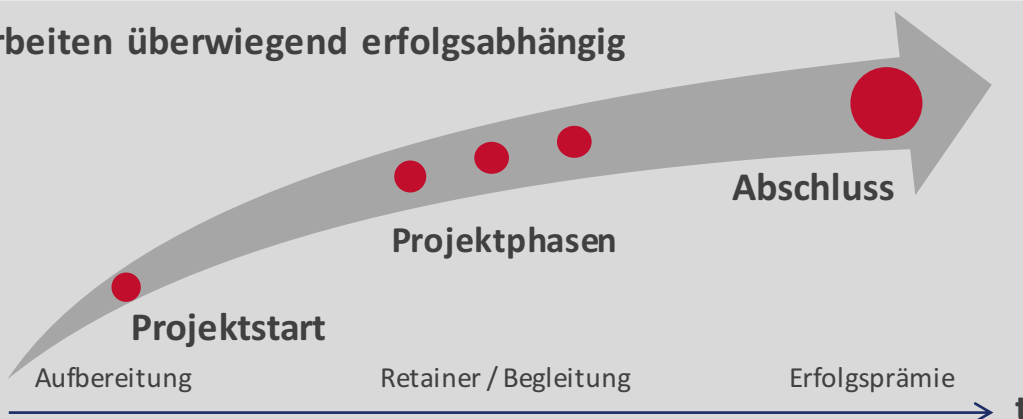 rbeiten überwiegend erfolgsabhängig
Abschluss
Projektphasen
Projektstart
Aufbereitung Retainer / Begleitung Erfolgsprämie
t